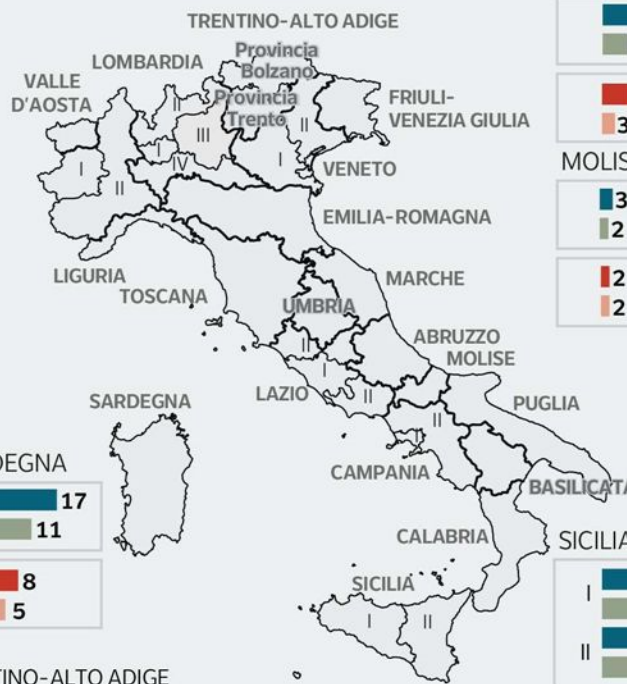 TRENTINO-ALTO ADIGE
Provincia
Bolzano
LOMBARDIA
VALLE
D'AOSTA
II
Provincia
Trento
I
II
FRIULI-
VENEZIA GIULIA
III
I
IV
I
I
II
VENETO
EMILIA-ROMAGNA
LIGURIA
TOSCANA
MARCHE
UMBRIA
II
ABRUZZO
MOLISE
I
LAZIO
II
SARDEGNA
PUGLIA
II
I
CAMPANIA
BASILICATA
CALABRIA
SICILIA
I
II
DEGNA
17
11
8
5
TINO-ALTO ADIGE
3
MOLIS
3
2
2
2
SICILIA
I
II